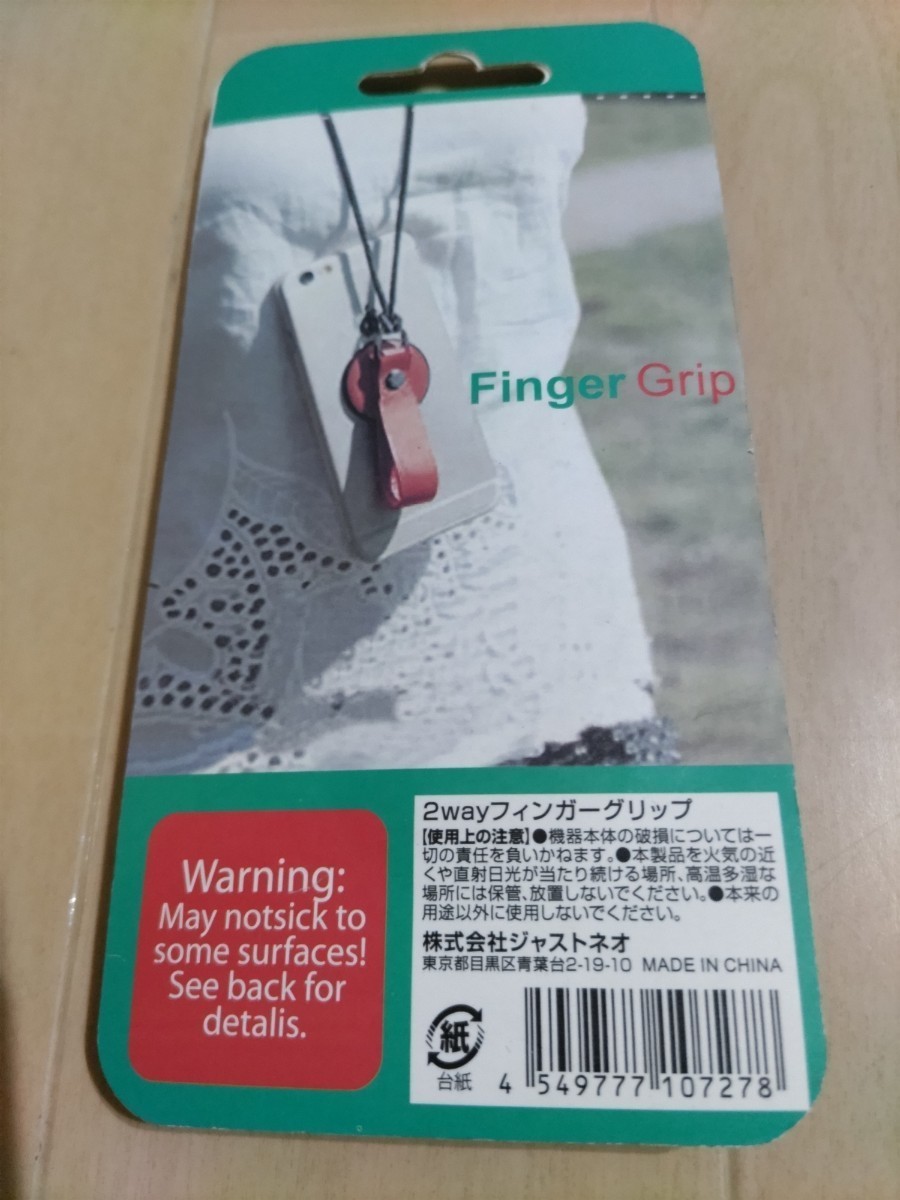 Finger Grip
Warning:
May notsick to
some surfaces!
See back for
detalis.
2wayフィンガーグリップ
【使用上の注意】●機器本体の破損については一
切の責任を負いかねます。●本製品を火気の近
くや直射日光が当たり続ける場所、高温多湿な
場所には保管、放置しないでください。●本来の
用途以外に使用しないでください。
株式会社ジャストネオ
東京都目黒区青葉台2-19-10 MADE IN CHINA
紙
台紙
4 549777 107278